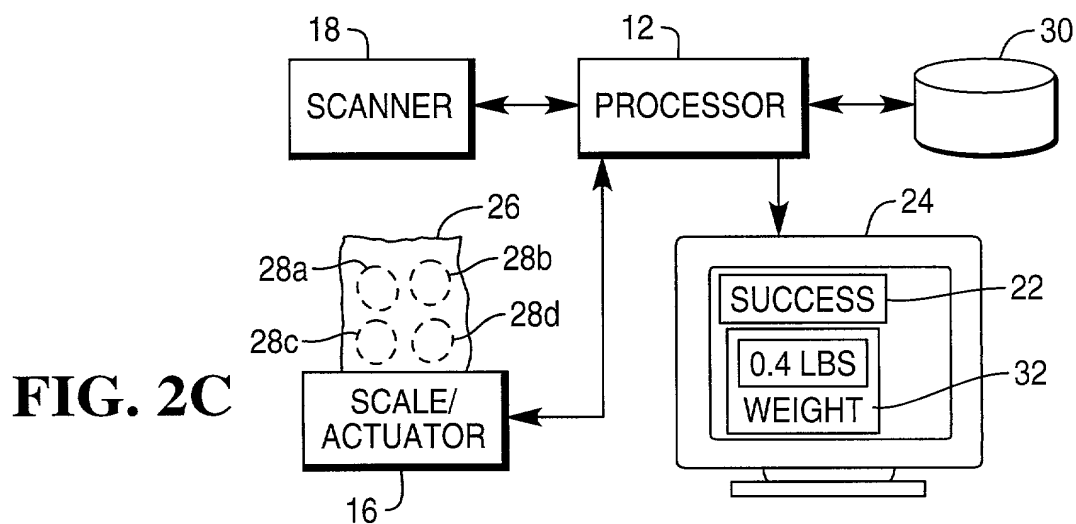 18
12
30
SCANNER
PROCESSOR
26
24
28a
28b
SUCCESS
22
28c
28d
0.4 LBS
32
WEIGHT
FIG. 2C
SCALE/
ACTUATOR
16